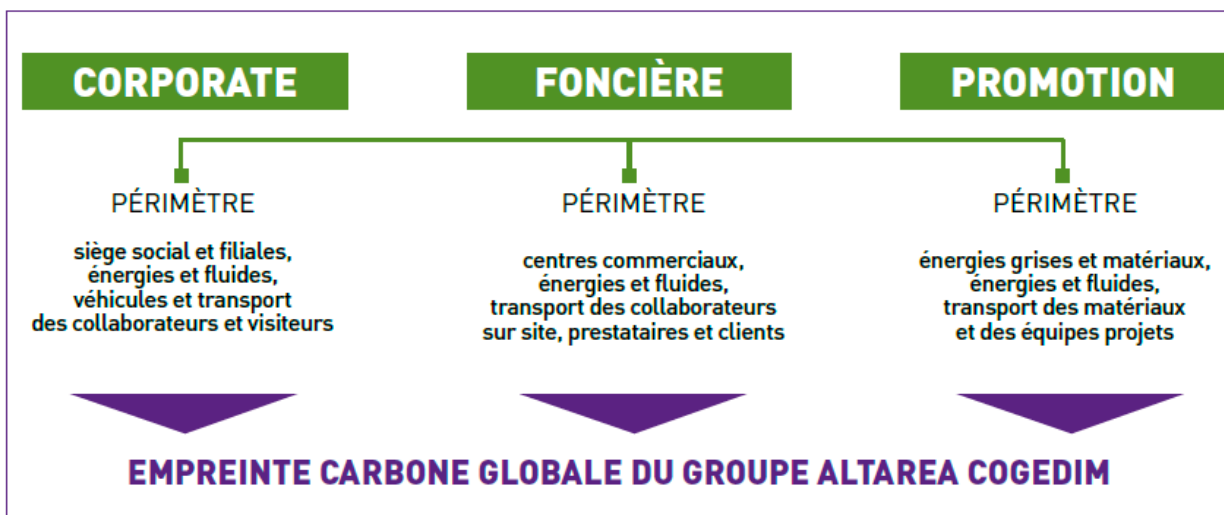 CORPORATE
FONCIÈRE
PROMOTION
PÉRIMÈTRE
siège social et filiales,
énergies et fluides,
véhicules et transport
des collaborateurs et visiteurs
PÉRIMÈTRE
centres commerciaux,
énergies et fluides,
transport des collaborateurs
sur site, prestataires et clients
PÉRIMÈTRE
énergies grises et matériaux,
énergies et fluides,
transport des matériaux
et des équipes projets
EMPREINTE CARBONE GLOBALE DU GROUPE ALTAREA COGEDIM